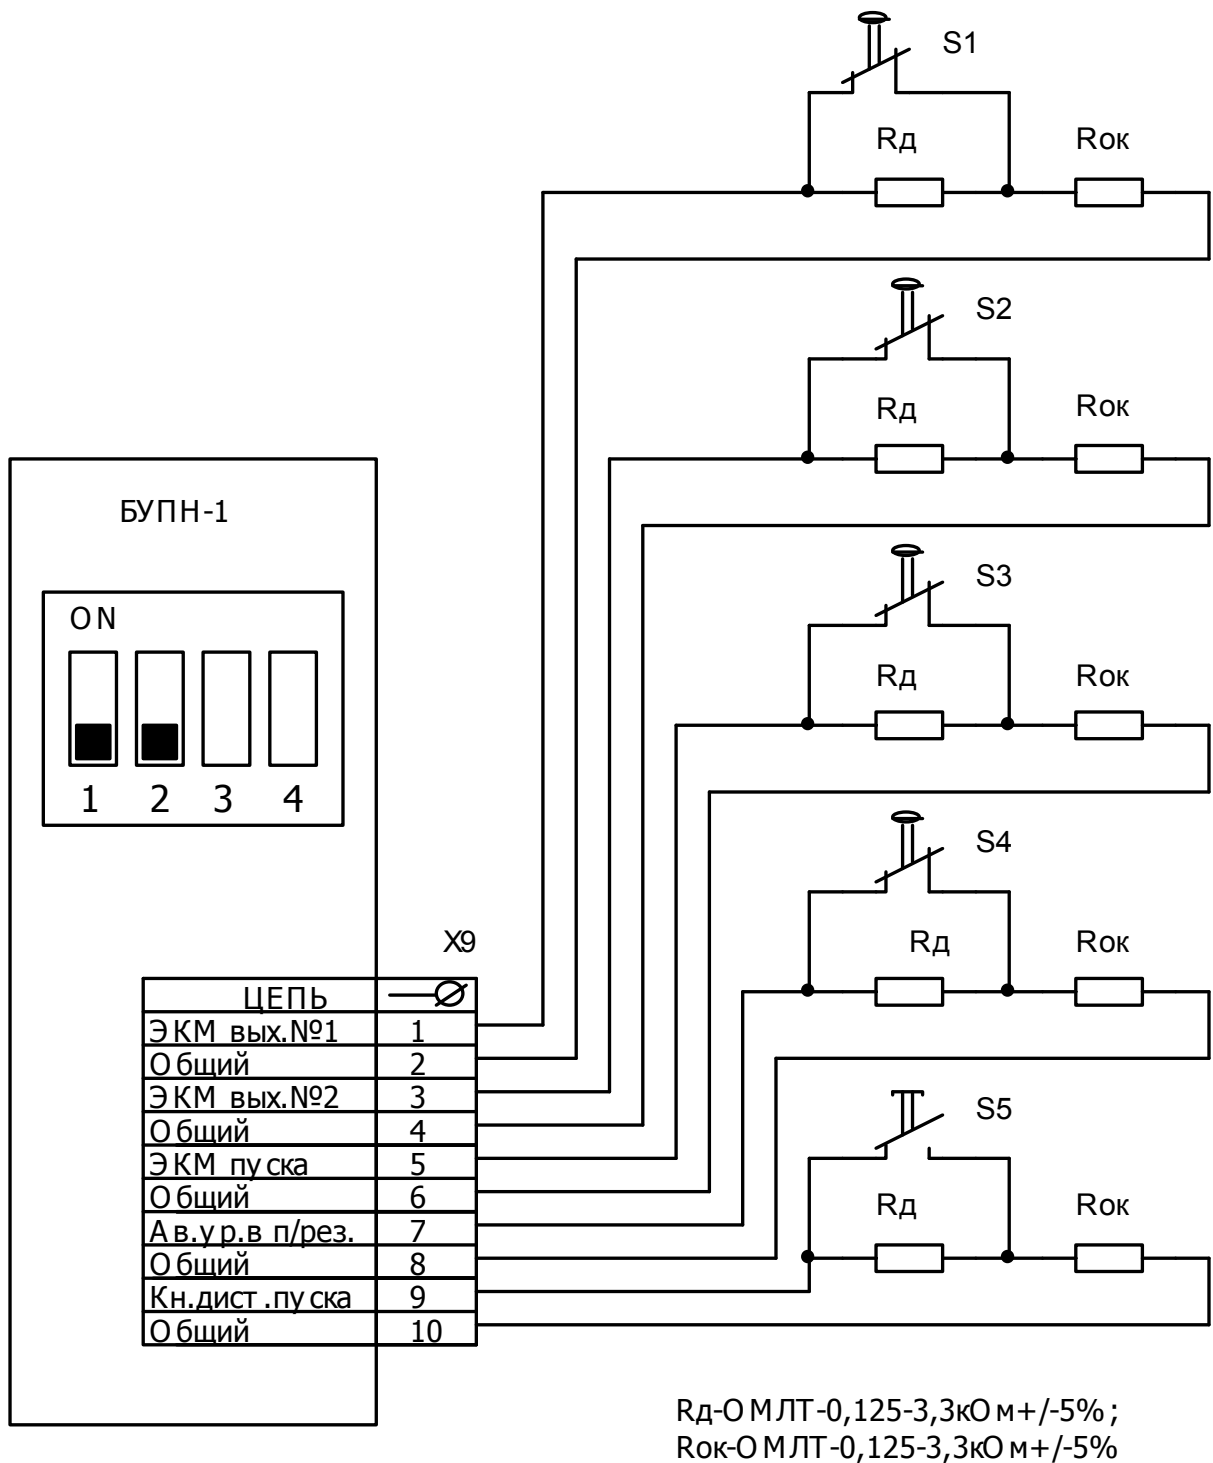 S1
Rд Rок
S2
Rд Rок
БУПН-1
S3
ON
Rд Rок
1 2 3 4
S4
X9
Rд Rок
ЦЕПЬ
ЭКМ вых.№1 1
Общий 2
ЭКМ вых.№2 3
Общий 4
S5
ЭКМ пуска 5
Общий 6
Ав.ур.в п/рез. 7
Rд Rок
Общий 8
Кн.дист.пуска 9
Общий 10
Rд-ОМЛТ-0,125-3,3кОм+/-5%;
Rок-ОМЛТ-0,125-3,3кОм+/-5%